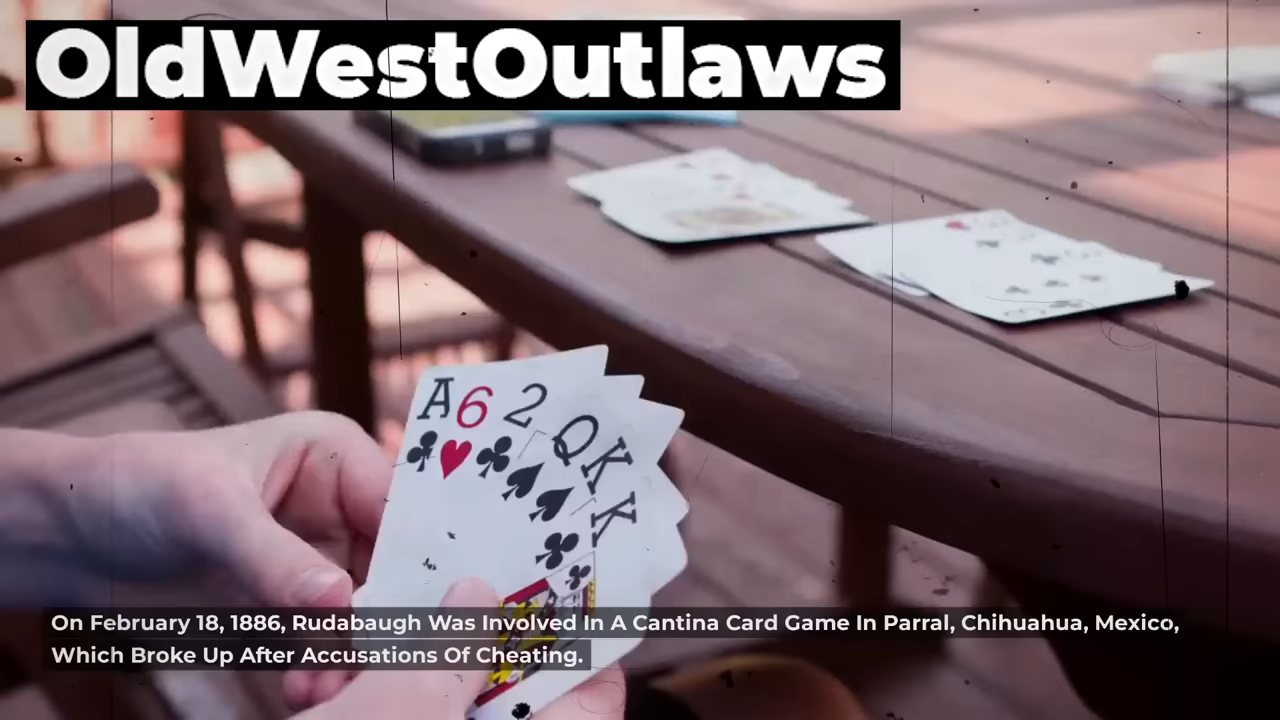 OldWestOutlaws
A 6 2 Q K K
On February 18, 1886, Rudabaugh Was Involved In A Cantina Card Game In Parral, Chihuahua, Mexico,
Which Broke Up After Accusations Of Cheating.